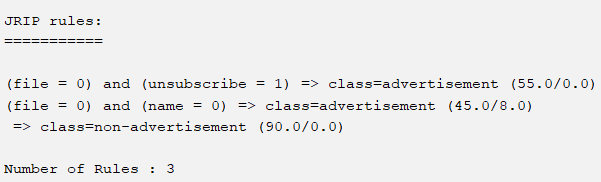 JRIP rules:
===========
(file = 0) and (unsubscribe = 1) => class=advertisement (55.0/0.0)
(file = 0) and (name = 0) => class=advertisement (45.0/8.0)
 => class=non-advertisement (90.0/0.0)
Number of Rules : 3